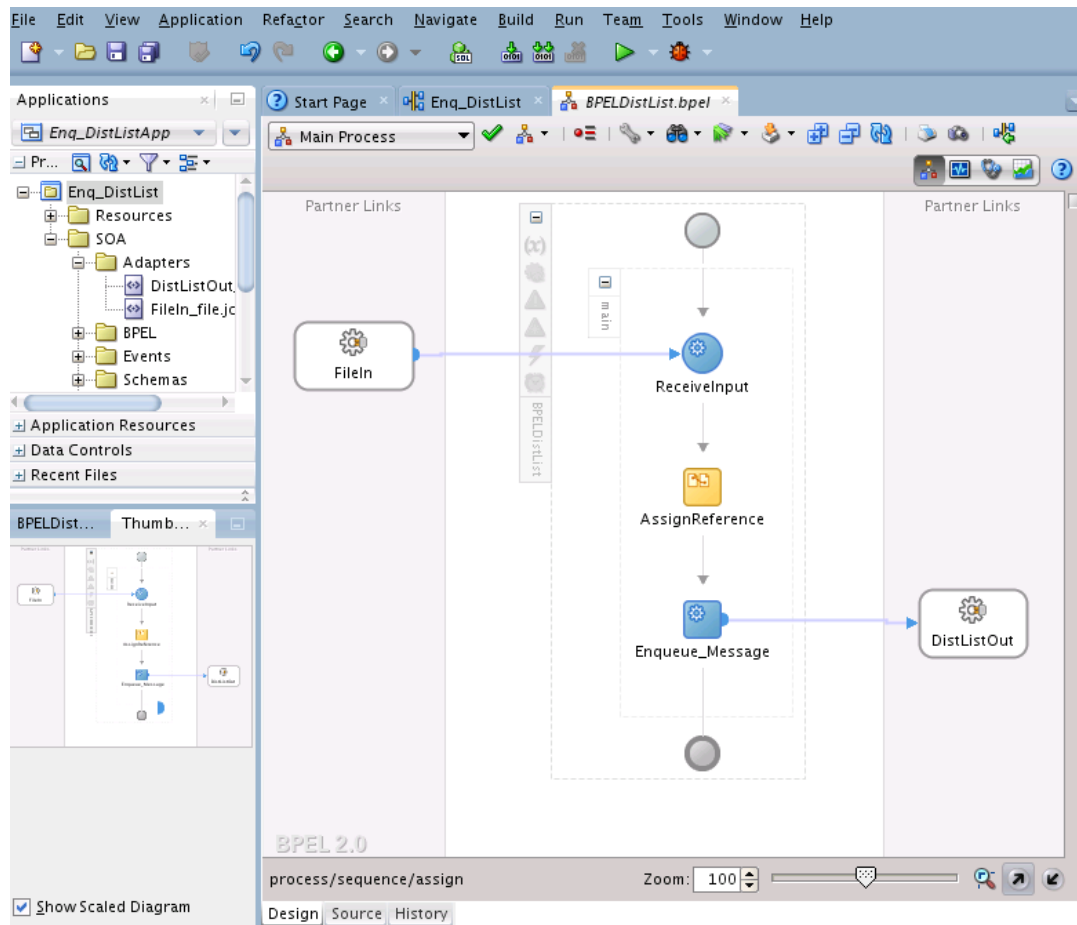 File Edit View Application Refactor Search Navigate Build Run Team Tools Window Help
Applications
Start Page
Enq_DistList
BPELDistList.bpel
Enq_DistListApp
Main Process
Pr...
Enq_DistList
Resources
SOA
Adapters
DistListOut
FileIn_file.jc
BPEL
Events
Schemas
Application Resources
Data Controls
Recent Files
BPELDist...
Thumb...
Show Scaled Diagram
Partner Links
Partner Links
(x)
BPELDistList
main
FileIn
ReceiveInput
AssignReference
Enqueue_Message
DistListOut
BPEL 2.0
process/sequence/assign
Zoom: 100
Design Source History